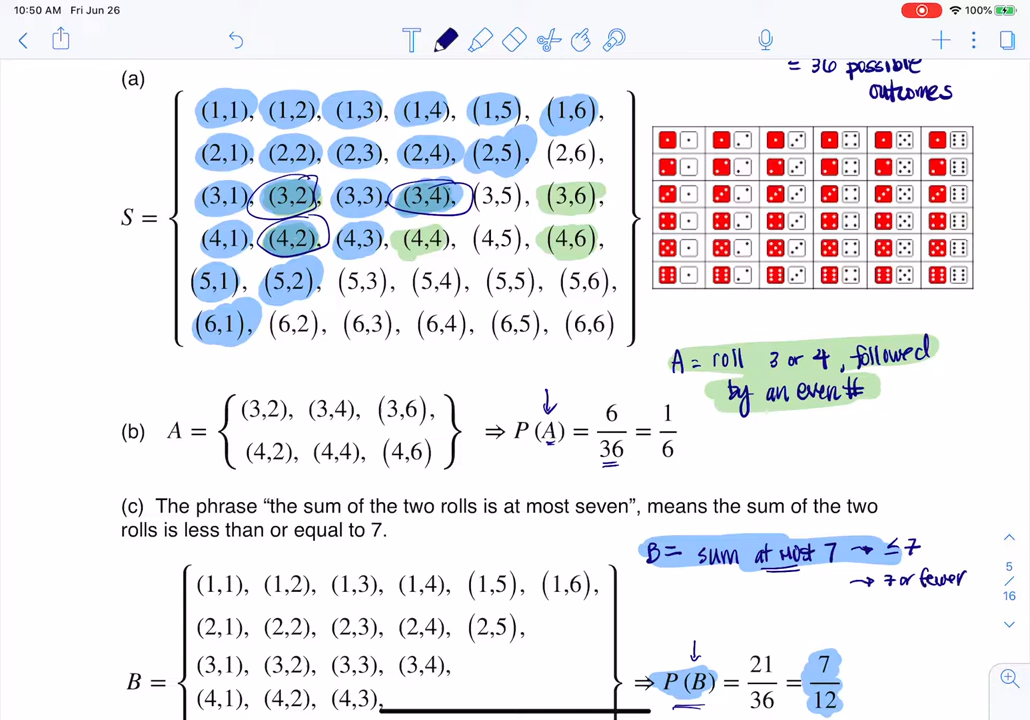 10:50 AM Fri Jun 26
100%
T
= 36 possible
outcomes
(a)
(1,1), (1,2), (1,3), (1,4), (1,5), (1,6),
(2,1), (2,2), (2,3), (2,4), (2,5), (2,6),
(3,1), (3,2), (3,3), (3,4), (3,5), (3,6),
S =
(4,1), (4,2), (4,3), (4,4), (4,5), (4,6),
(5,1), (5,2), (5,3), (5,4), (5,5), (5,6),
(6,1), (6,2), (6,3), (6,4), (6,5), (6,6)
A = roll 3 or 4, followed
by an even #
(b) A = { (3,2), (3,4), (3,6), (4,2), (4,4), (4,6) } ⇒ P(A) = 6/36 = 1/6
(c) The phrase “the sum of the two rolls is at most seven”, means the sum of the two
rolls is less than or equal to 7.
B = sum at most 7 → ≤ 7
→ 7 or fewer
5
/
16
(1,1), (1,2), (1,3), (1,4), (1,5), (1,6),
(2,1), (2,2), (2,3), (2,4), (2,5),
(3,1), (3,2), (3,3), (3,4),
B =
(4,1), (4,2), (4,3),
⇒ P(B) = 21/36 = 7/12